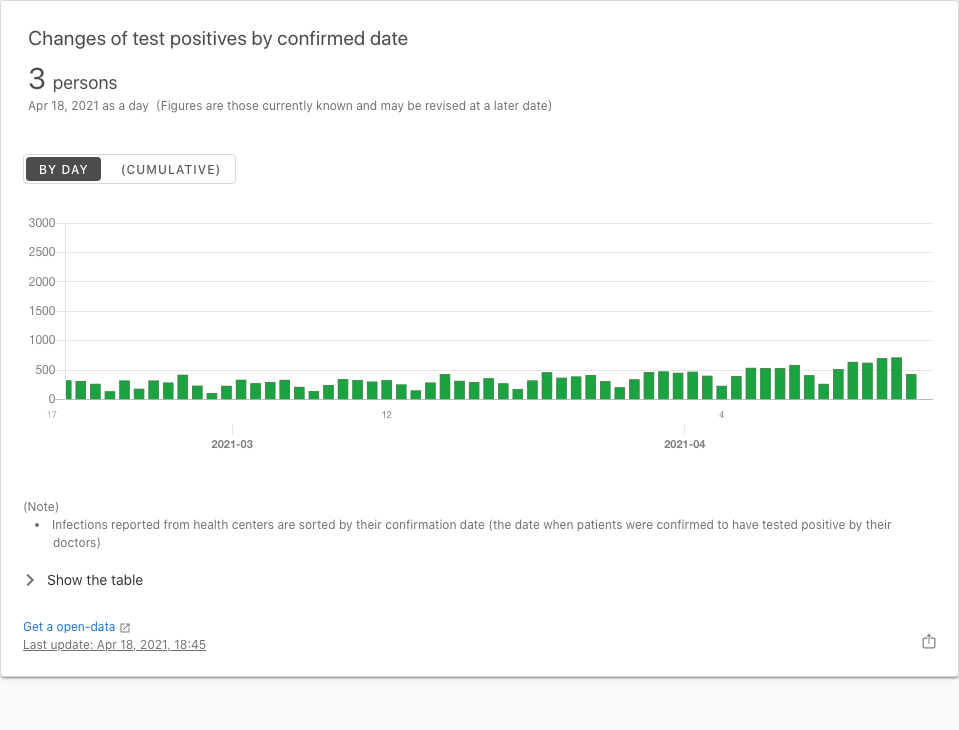 Changes of test positives by confirmed date
3 persons
Apr 18, 2021 as a day (Figures are those currently known and may be revised at a later date)
BY DAY (CUMULATIVE)
3000
2500
2000
1500
1000
500
0
17 12 4
2021-03 2021-04
(Note)
• Infections reported from health centers are sorted by their confirmation date (the date when patients were confirmed to have tested positive by their
doctors)
Show the table
Get a open-data
Last update: Apr 18, 2021, 18:45